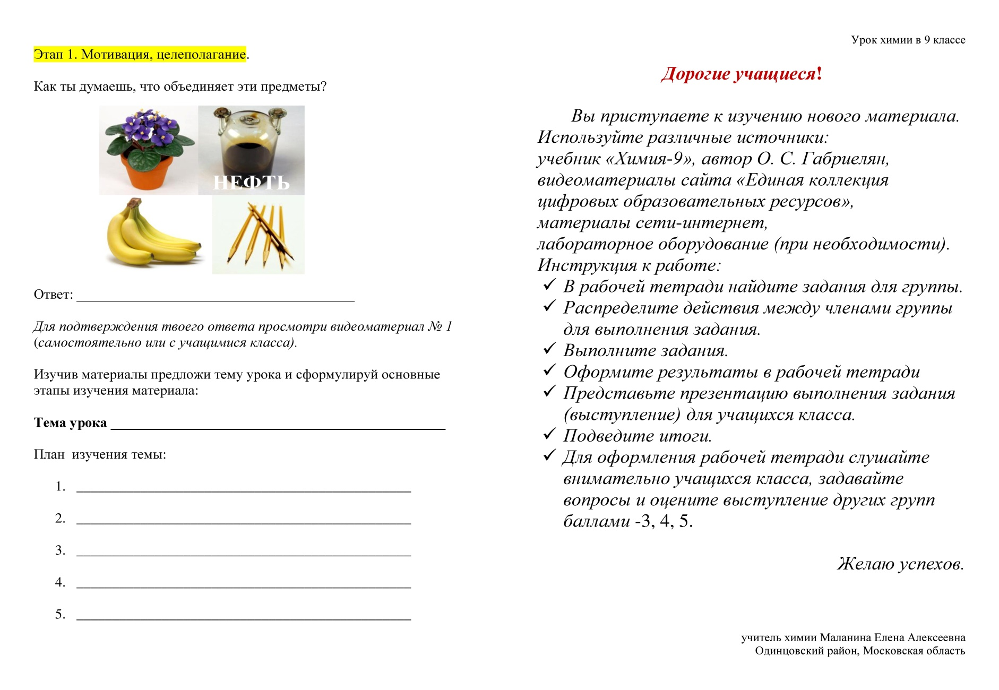 Этап 1. Мотивация, целеполагание.
Как ты думаешь, что объединяет эти предметы?
НЕФТЬ
Ответ: ______________________________________
Для подтверждения твоего ответа просмотри видеоматериал № 1
(самостоятельно или с учащимися класса).
Изучив материалы предложи тему урока и сформулируй основные
этапы изучения материала:
Тема урока ______________________________________________
План  изучения темы:
1. ______________________________________________
2. ______________________________________________
3. ______________________________________________
4. ______________________________________________
5. ______________________________________________
Урок химии в 9 классе
Дорогие учащиеся!
Вы приступаете к изучению нового материала.
Используйте различные источники:
учебник «Химия-9», автор О. С. Габриелян,
видеоматериалы сайта «Единая коллекция
цифровых образовательных ресурсов»,
материалы сети-интернет,
лабораторное оборудование (при необходимости).
Инструкция к работе:
✓ В рабочей тетради найдите задания для группы.
✓ Распределите действия между членами группы
для выполнения задания.
✓ Выполните задания.
✓ Оформите результаты в рабочей тетради
✓ Представьте презентацию выполнения задания
(выступление) для учащихся класса.
✓ Подведите итоги.
✓ Для оформления рабочей тетради слушайте
внимательно учащихся класса, задавайте
вопросы и оцените выступление других групп
баллами -3, 4, 5.
Желаю успехов.
учитель химии Маланина Елена Алексеевна
Одинцовский район, Московская область